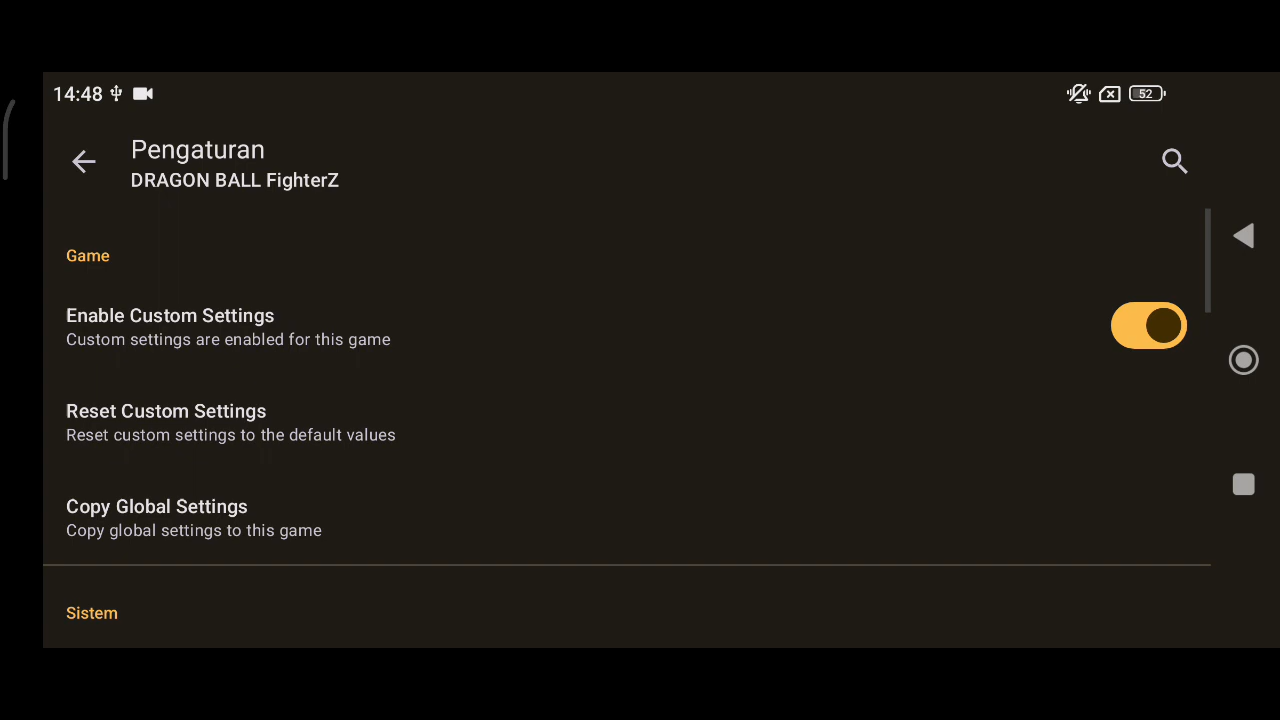 14:48
52
Pengaturan
DRAGON BALL FighterZ
Game
Enable Custom Settings
Custom settings are enabled for this game
Reset Custom Settings
Reset custom settings to the default values
Copy Global Settings
Copy global settings to this game
Sistem